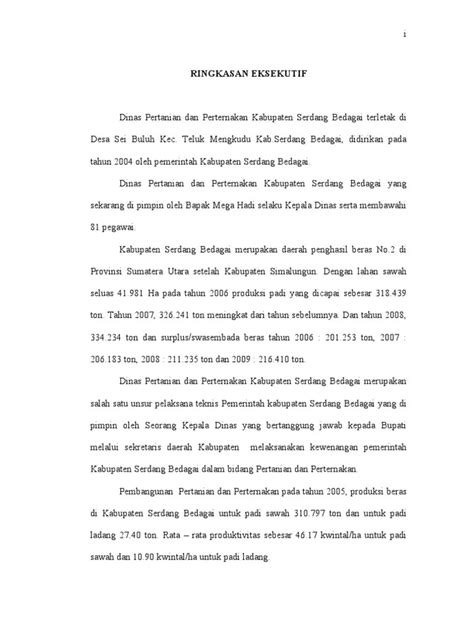 i
RINGKASAN EKSEKUTIF
Dinas Pertanian dan Perternakan Kabupaten Serdang Bedagai terletak di
Desa Sei Buluh Kec. Teluk Mengkudu Kab.Serdang Bedagai, didirikan pada
tahun 2004 oleh pemerintah Kabupaten Serdang Bedagai.
Dinas Pertanian dan Perternakan Kabupaten Serdang Bedagai yang
sekarang di pimpin oleh Bapak Mega Hadi selaku Kepala Dinas serta membawahi
81 pegawai.
Kabupaten Serdang Bedagai merupakan daerah penghasil beras No.2 di
Provinsi Sumatera Utara setelah Kabupaten Simalungun. Dengan lahan sawah
seluas 41.981 Ha pada tahun 2006 produksi padi yang dicapai sebesar 318.439
ton. Tahun 2007, 326.241 ton meningkat dari tahun sebelumnya. Dan tahun 2008,
334.234 ton dan surplus/swasembada beras tahun 2006 : 201.253 ton, 2007 :
206.183 ton, 2008 : 211.235 ton dan 2009 : 216.410 ton.
Dinas Pertanian dan Perternakan Kabupaten Serdang Bedagai merupakan
salah satu unsur pelaksana teknis Pemerintah kabupaten Serdang Bedagai yang di
pimpin oleh Seorang Kepala Dinas yang bertanggung jawab kepada Bupati
melalui sekretaris daerah Kabupaten melaksanakan kewenangan pemerintah
Kabupaten Serdang Bedagai dalam bidang Pertanian dan Perternakan.
Pembangunan Pertanian dan Perternakan pada tahun 2005, produksi beras
di Kabupaten Serdang Bedagai untuk padi sawah 310.797 ton dan untuk padi
ladang 27.40 ton. Rata – rata produktivitas sebesar 46.17 kwintal/ha untuk padi
sawah dan 10.90 kwintal/ha untuk padi ladang.